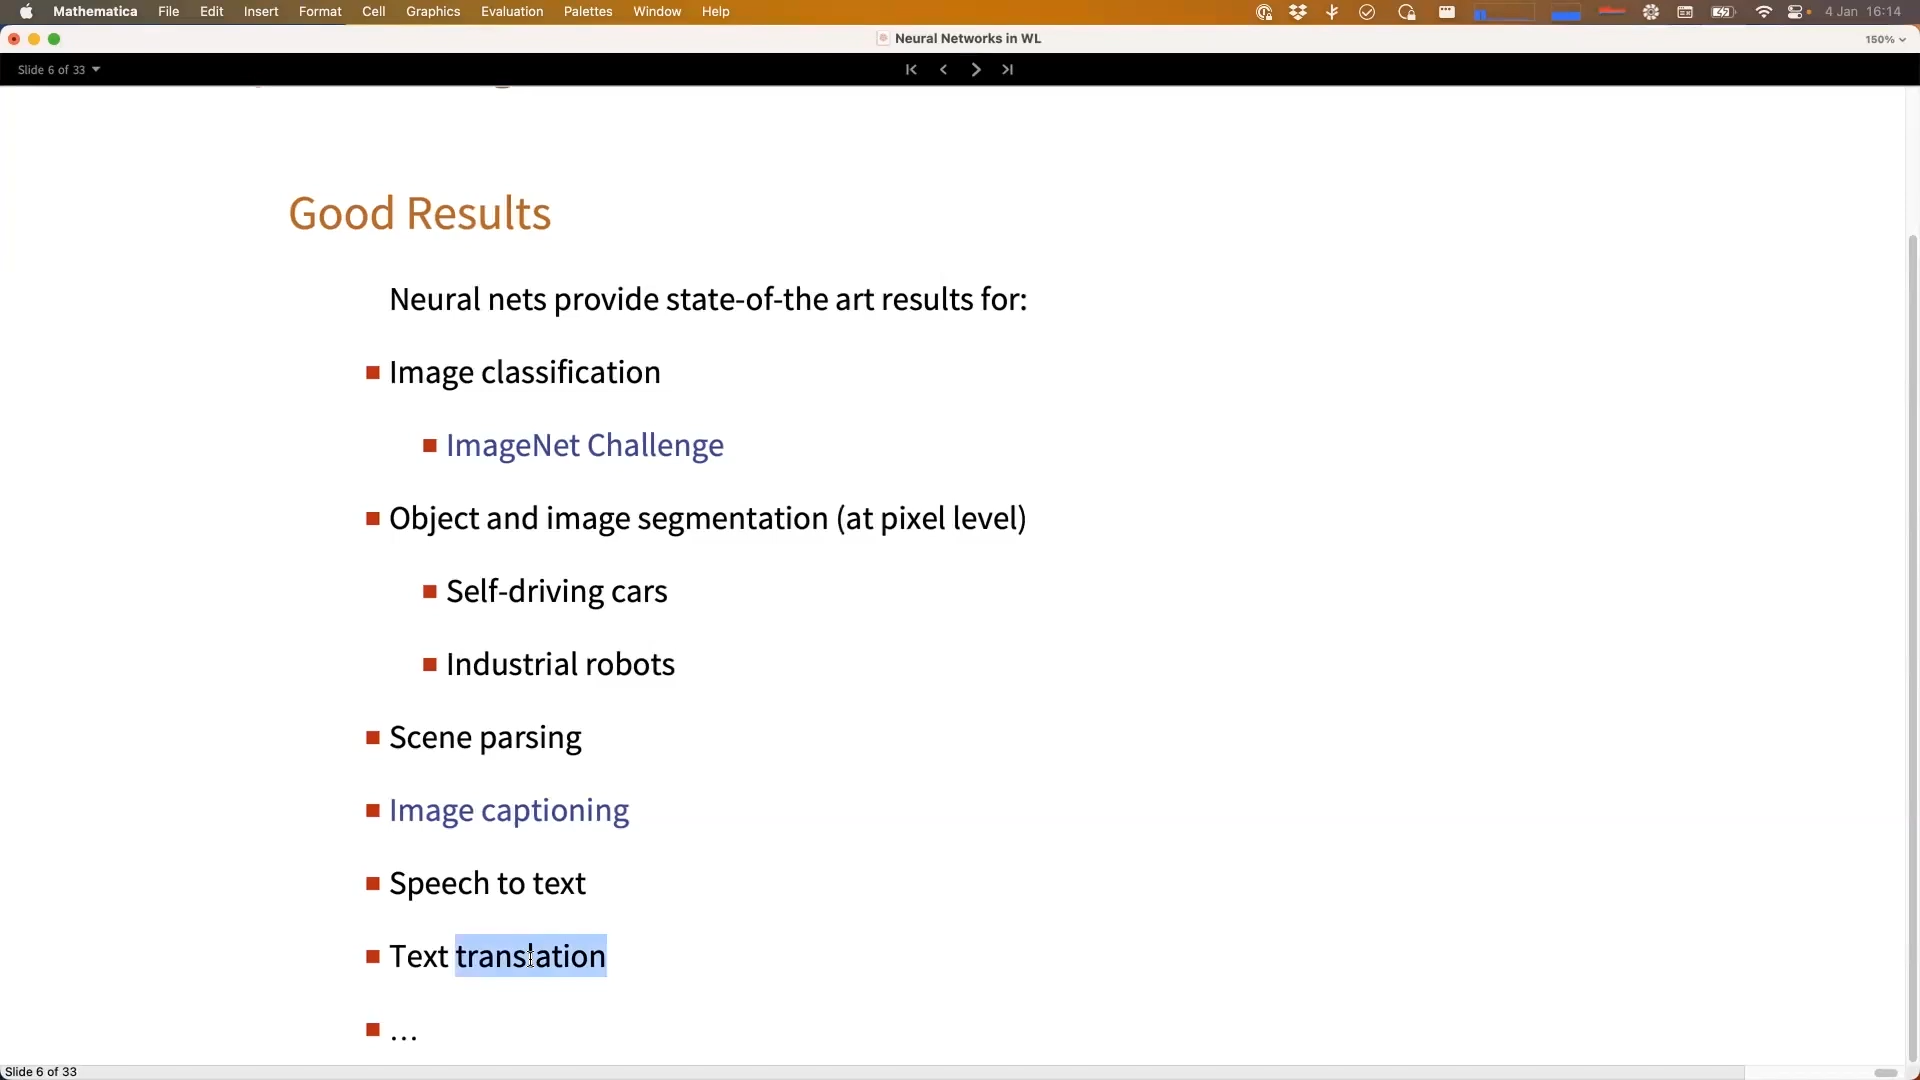 Mathematica File Edit Insert Format Cell Graphics Evaluation Palettes Window Help 4 Jan 16:14
Neural Networks in WL 150%
Slide 6 of 33
Good Results
Neural nets provide state-of-the art results for:
Image classification
ImageNet Challenge
Object and image segmentation (at pixel level)
Self-driving cars
Industrial robots
Scene parsing
Image captioning
Speech to text
Text translation
…
Slide 6 of 33